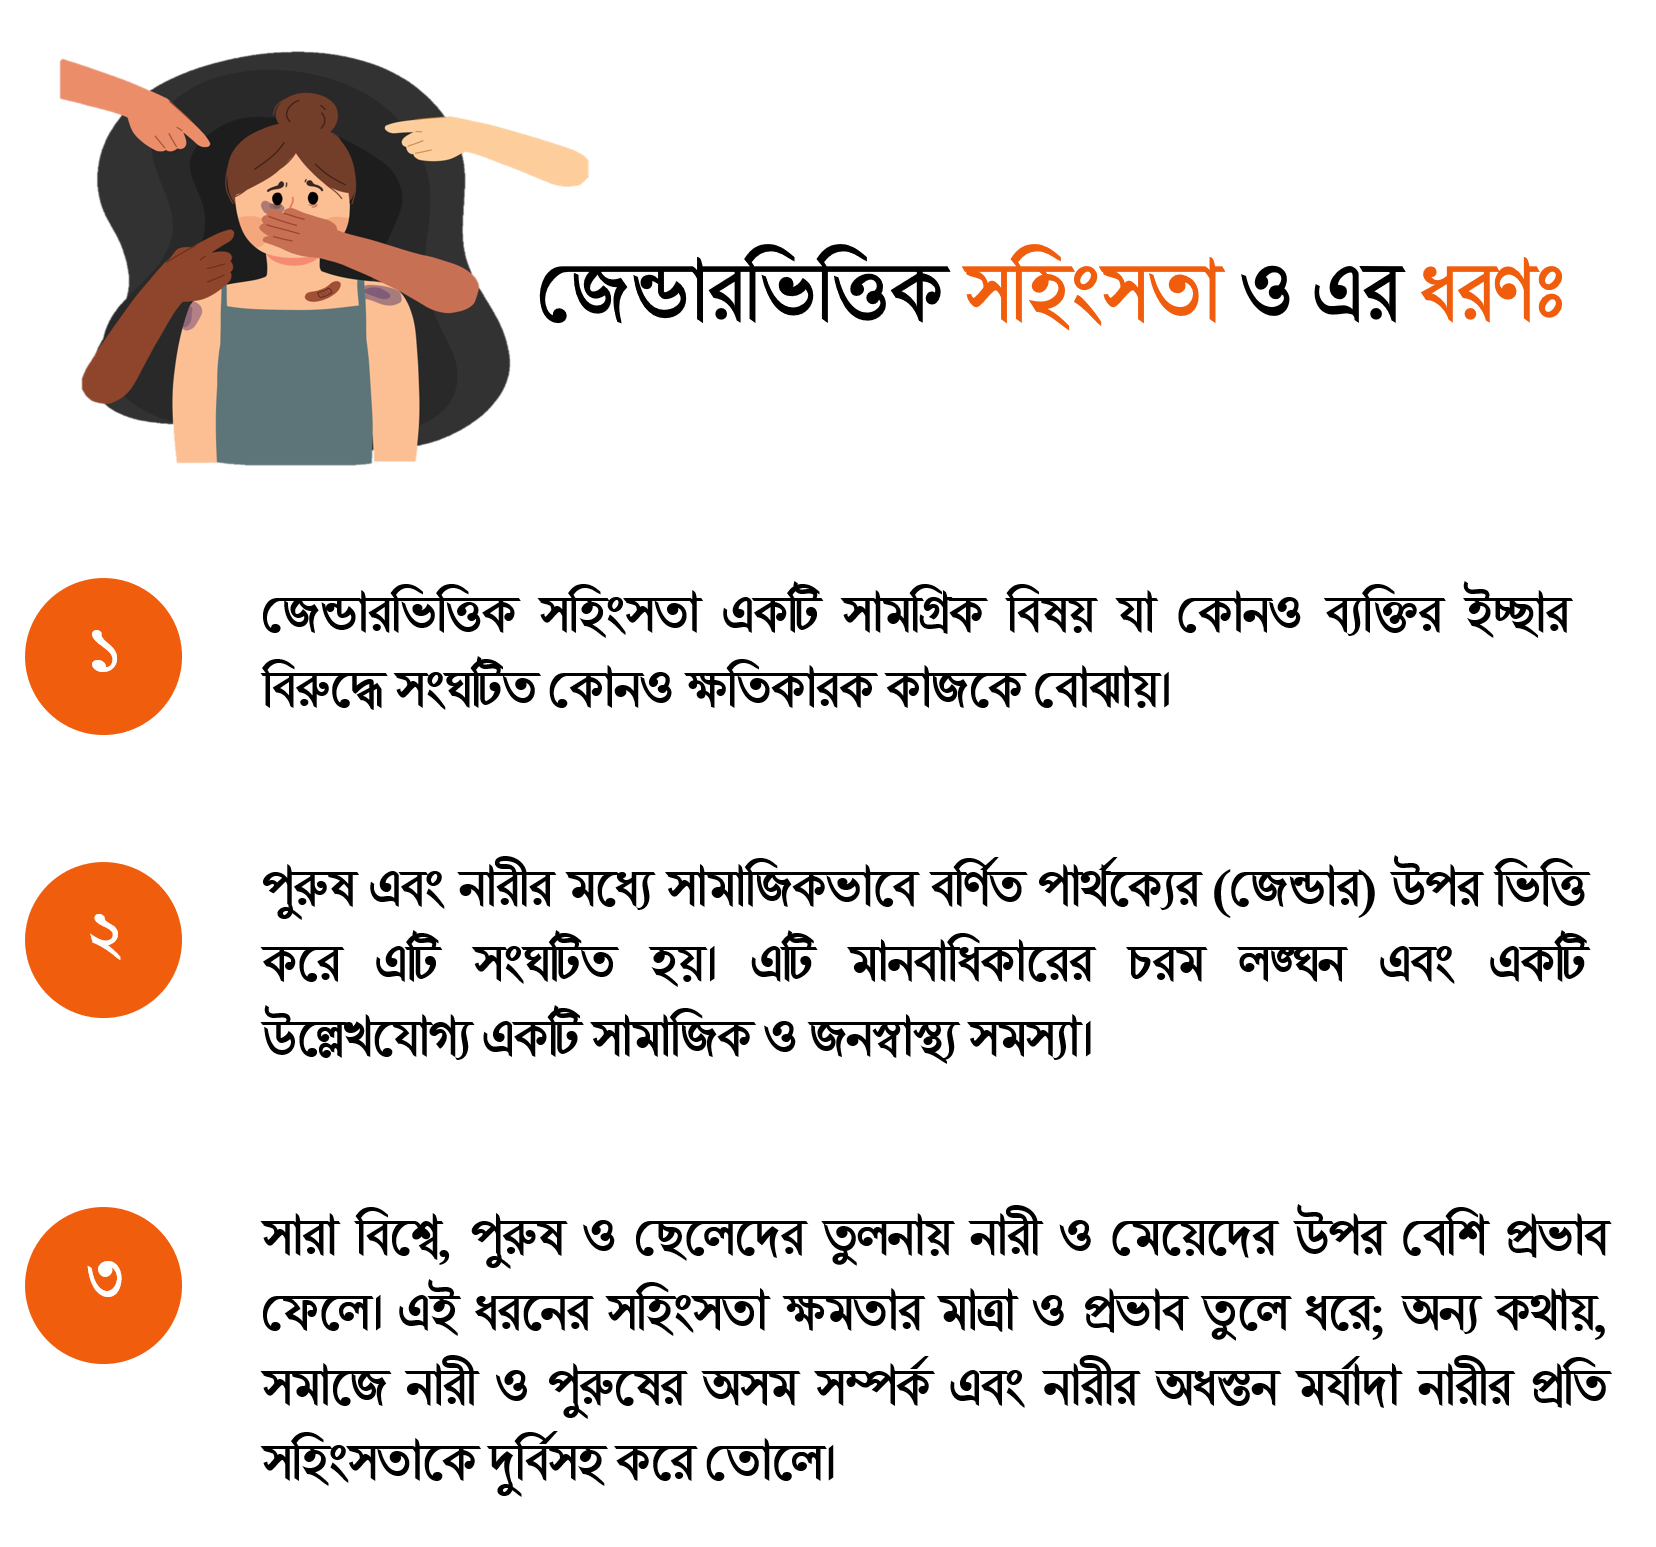 জেন্ডারভিত্তিক সহিংসতা ও এর ধরণঃ
১
জেন্ডারভিত্তিক সহিংসতা একটি সামগ্রিক বিষয় যা কোনও ব্যক্তির ইচ্ছার
বিরুদ্ধে সংঘটিত কোনও ক্ষতিকারক কাজকে বোঝায়।
২
পুরুষ এবং নারীর মধ্যে সামাজিকভাবে বর্ণিত পার্থক্যের (জেন্ডার) উপর ভিত্তি
করে এটি সংঘটিত হয়। এটি মানবাধিকারের চরম লঙ্ঘন এবং একটি
উল্লেখযোগ্য একটি সামাজিক ও জনস্বাস্থ্য সমস্যা।
৩
সারা বিশ্বে, পুরুষ ও ছেলেদের তুলনায় নারী ও মেয়েদের উপর বেশি প্রভাব
ফেলে। এই ধরনের সহিংসতা ক্ষমতার মাত্রা ও প্রভাব তুলে ধরে; অন্য কথায়,
সমাজে নারী ও পুরুষের অসম সম্পর্ক এবং নারীর অধস্তন মর্যাদা নারীর প্রতি
সহিংসতাকে দুর্বিসহ করে তোলে।